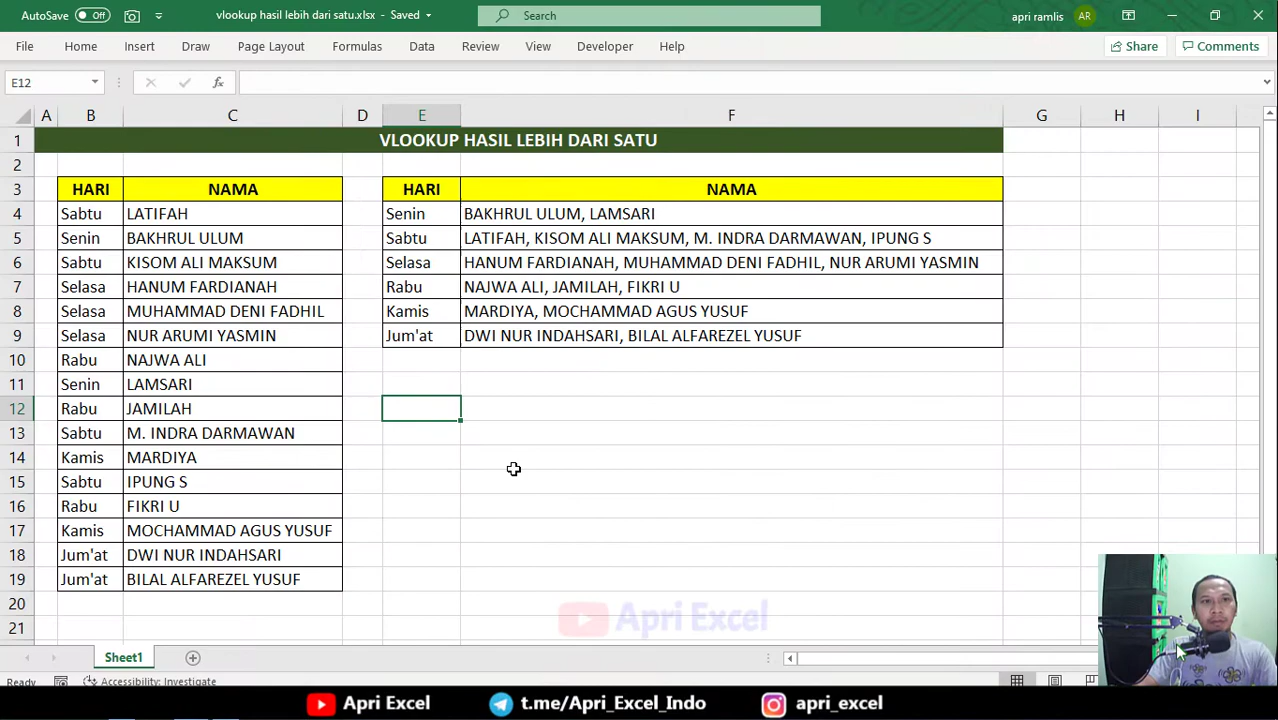 AutoSave Off vlookup hasil lebih dari satu.xlsx - Saved Search apri ramlis AR
File Home Insert Draw Page Layout Formulas Data Review View Developer Help Share Comments
E12 fx
A B C D E F G H I
1 VLOOKUP HASIL LEBIH DARI SATU
2
3 HARI NAMA HARI NAMA
4 Sabtu LATIFAH Senin BAKHRUL ULUM, LAMSARI
5 Senin BAKHRUL ULUM Sabtu LATIFAH, KISOM ALI MAKSUM, M. INDRA DARMAWAN, IPUNG S
6 Sabtu KISOM ALI MAKSUM Selasa HANUM FARDIANAH, MUHAMMAD DENI FADHIL, NUR ARUMI YASMIN
7 Selasa HANUM FARDIANAH Rabu NAJWA ALI, JAMILAH, FIKRI U
8 Selasa MUHAMMAD DENI FADHIL Kamis MARDIYA, MOCHAMMAD AGUS YUSUF
9 Selasa NUR ARUMI YASMIN Jum'at DWI NUR INDAHSARI, BILAL ALFAREZEL YUSUF
10 Rabu NAJWA ALI
11 Senin LAMSARI
12 Rabu JAMILAH
13 Sabtu M. INDRA DARMAWAN
14 Kamis MARDIYA
15 Sabtu IPUNG S
16 Rabu FIKRI U
17 Kamis MOCHAMMAD AGUS YUSUF
18 Jum'at DWI NUR INDAHSARI
19 Jum'at BILAL ALFAREZEL YUSUF
20
Apri Excel
21
Sheet1
Ready Accessibility: Investigate
Apri Excel t.me/Apri_Excel_Indo apri_excel